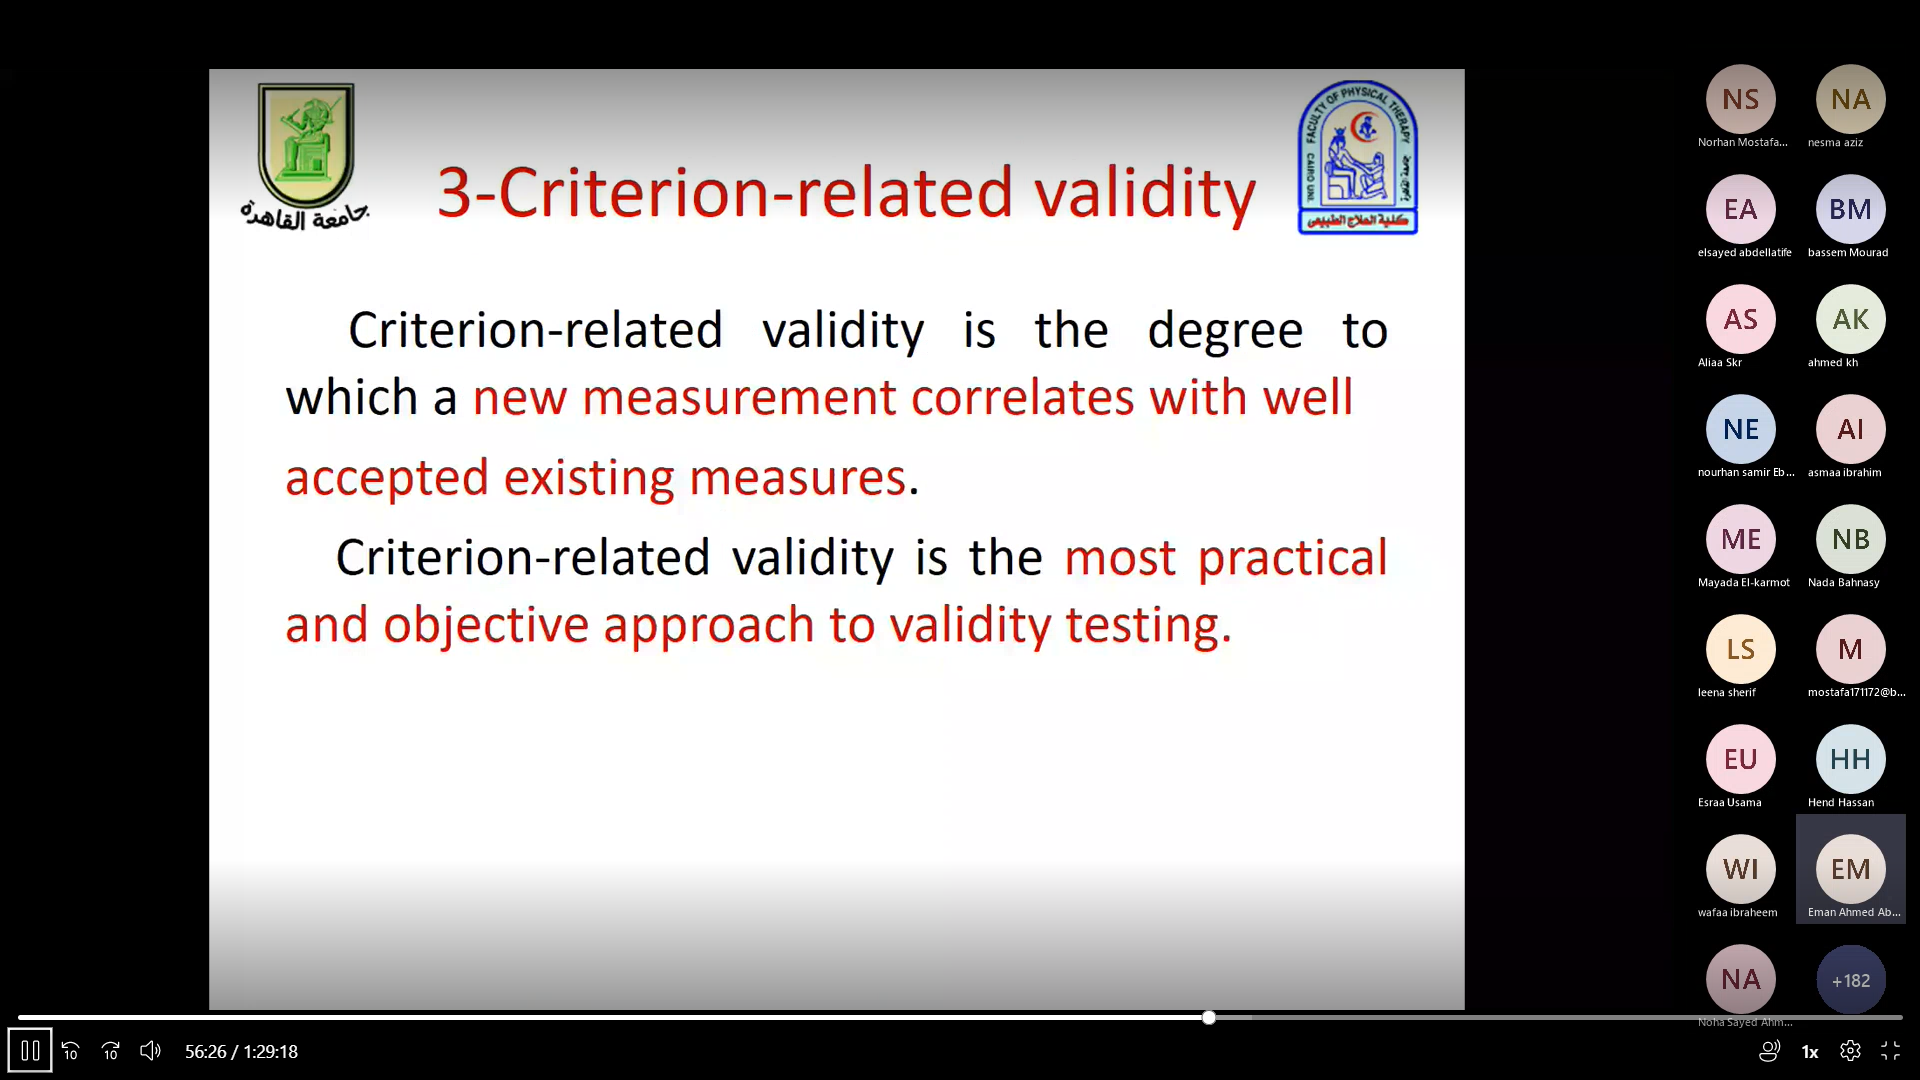 جامعة القاهرة
FACULTY OF PHYSICAL THERAPY
CAIRO UNI.
كلية العلاج الطبيعى
3-Criterion-related validity
Criterion-related validity is the degree to
which a new measurement correlates with well
accepted existing measures.
Criterion-related validity is the most practical
and objective approach to validity testing.
NS
NA
Norhan Mostafa...
nesma aziz
EA
BM
elsayed abdellatife
bassem Mourad
AS
AK
Aliaa Skr
ahmed kh
NE
AI
nourhan samir Eb...
asmaa ibrahim
ME
NB
Mayada El-karmot
Nada Bahnasy
LS
M
leena sherif
mostafa171172@b...
EU
HH
Esraa Usama
Hend Hassan
WI
EM
wafaa ibraheem
Eman Ahmed Ab...
NA
+182
Noha Sayed Ahm...
10
10
56:26 / 1:29:18
1x